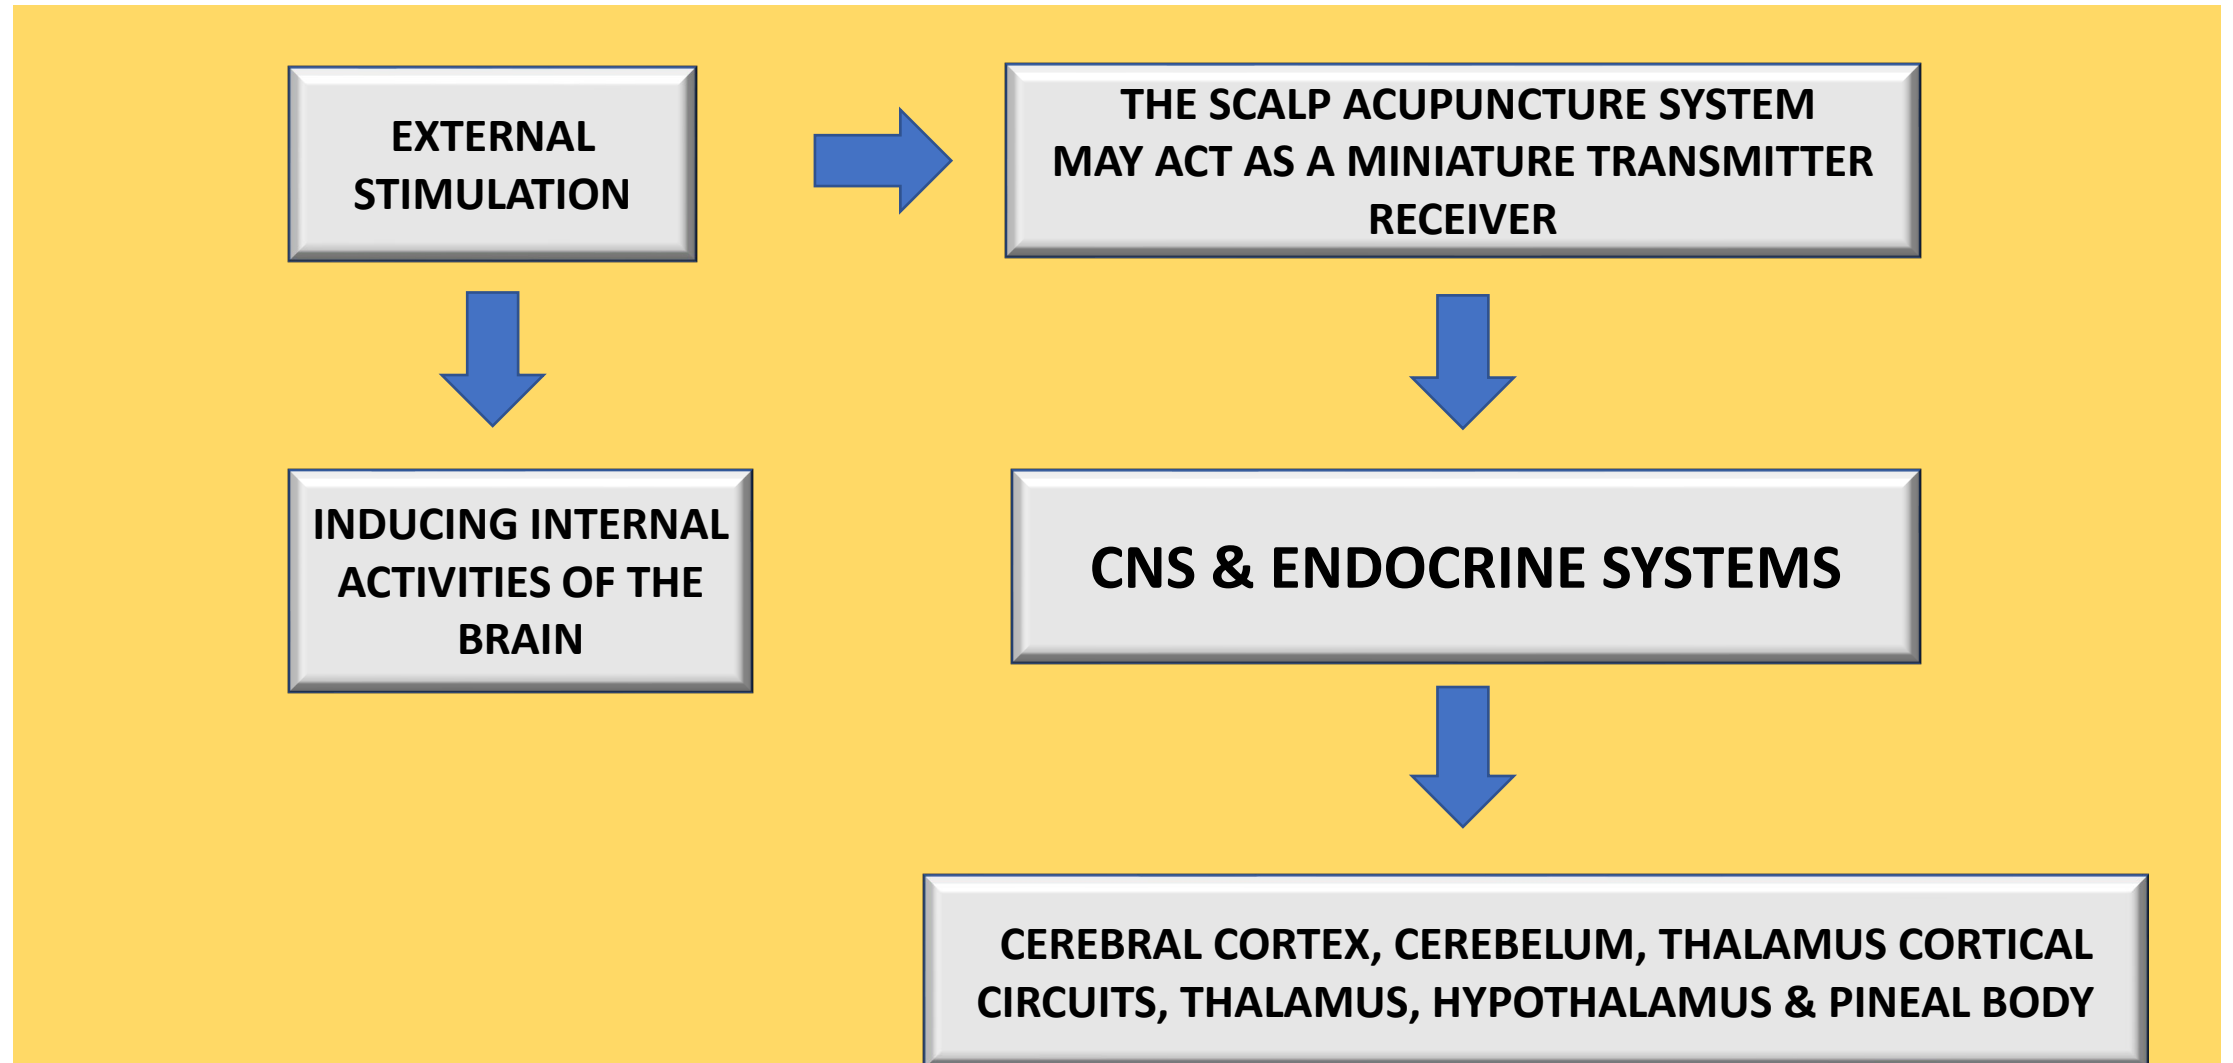 EXTERNAL
STIMULATION
THE SCALP ACUPUNCTURE SYSTEM
MAY ACT AS A MINIATURE TRANSMITTER
RECEIVER
INDUCING INTERNAL
ACTIVITIES OF THE
BRAIN
CNS & ENDOCRINE SYSTEMS
CEREBRAL CORTEX, CEREBELUM, THALAMUS CORTICAL
CIRCUITS, THALAMUS, HYPOTHALAMUS & PINEAL BODY